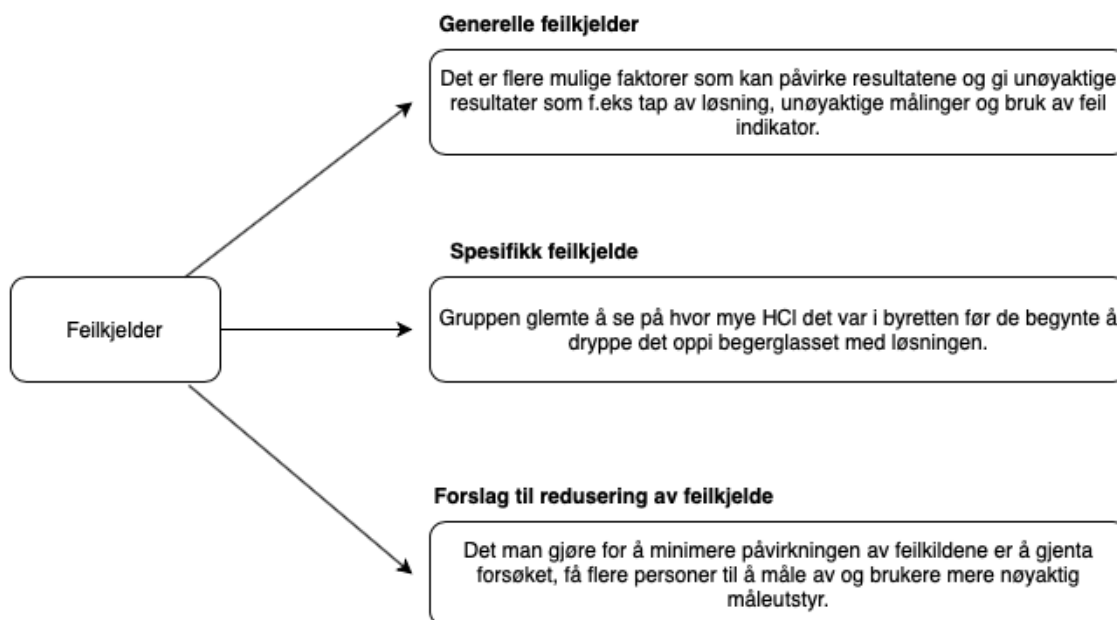 Generelle feilkjelder
Det er flere mulige faktorer som kan påvirke resultatene og gi unøyaktige
resultater som f.eks tap av løsning, unøyaktige målinger og bruk av feil
indikator.
Spesifikk feilkjelde
Feilkjelder
Gruppen glemte å se på hvor mye HCl det var i byretten før de begynte å
dryppe det oppi begerglasset med løsningen.
Forslag til redusering av feilkjelde
Det man gjøre for å minimere påvirkningen av feilkildene er å gjenta
forsøket, få flere personer til å måle av og brukere mere nøyaktig
måleutstyr.